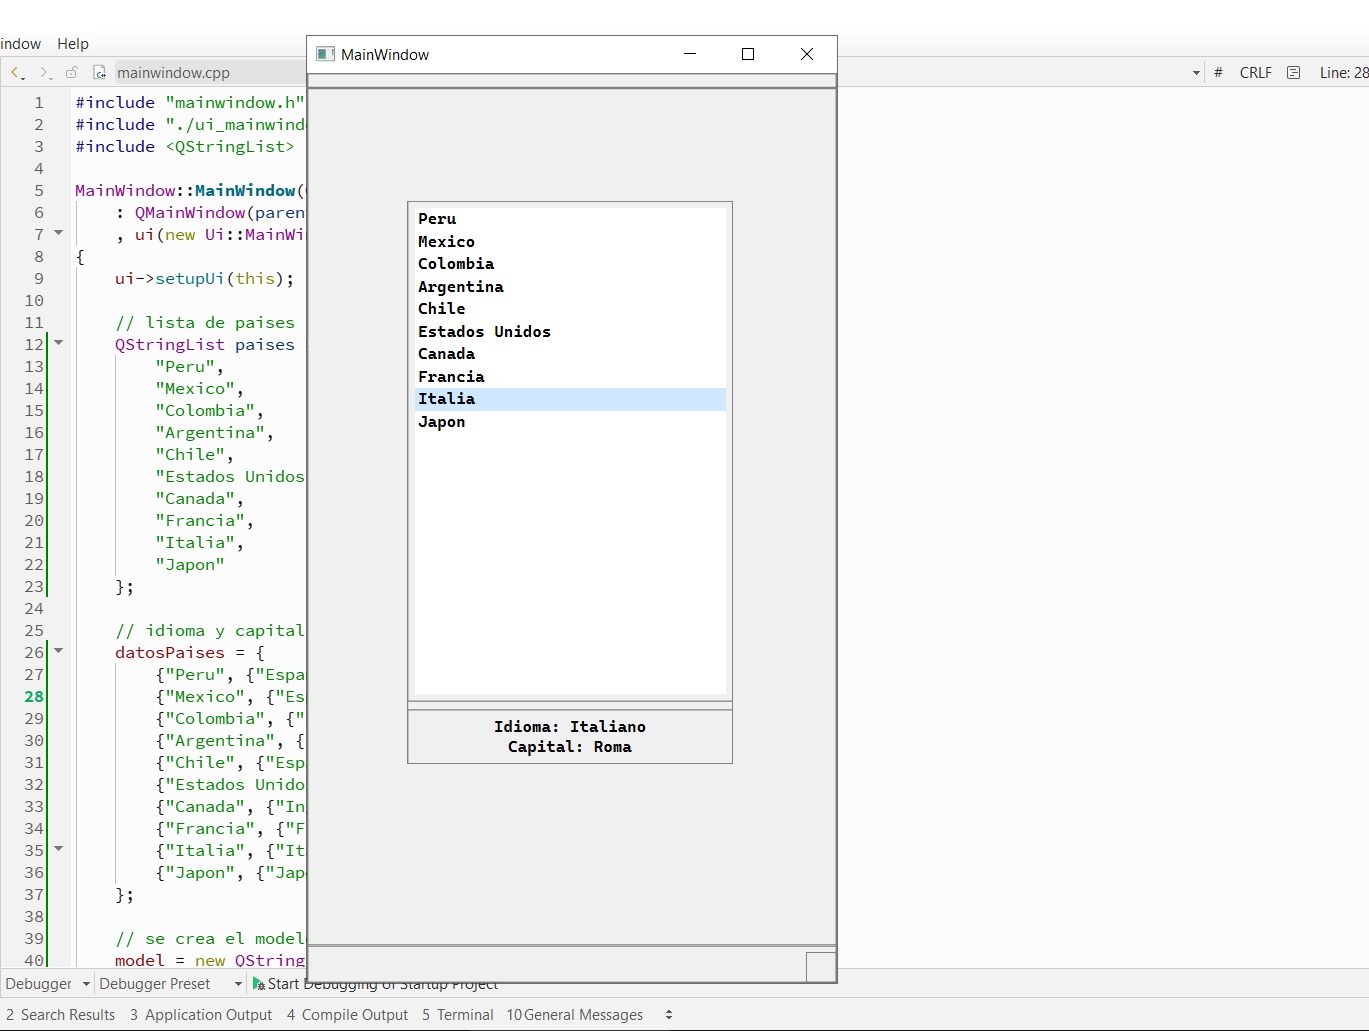 indow Help
mainwindow.cpp
# CRLF Line: 28
1 #include "mainwindow.h"
2 #include "./ui_mainwind
3 #include <QStringList>
4
5 MainWindow::MainWindow(
6 : QMainWindow(paren
7 , ui(new Ui::MainWi
8 {
9 ui->setupUi(this);
10
11 // lista de paises
12 QStringList paises
13 "Peru",
14 "Mexico",
15 "Colombia",
16 "Argentina",
17 "Chile",
18 "Estados Unidos
19 "Canada",
20 "Francia",
21 "Italia",
22 "Japon"
23 };
24
25 // idioma y capital
26 datosPaises = {
27 {"Peru", {"Espa
28 {"Mexico", {"Es
29 {"Colombia", {"
30 {"Argentina", {
31 {"Chile", {"Esp
32 {"Estados Unido
33 {"Canada", {"In
34 {"Francia", {"F
35 {"Italia", {"It
36 {"Japon", {"Jap
37 };
38
39 // se crea el model
40 model = new QString
MainWindow
Peru
Mexico
Colombia
Argentina
Chile
Estados Unidos
Canada
Francia
Italia
Japon
Idioma: Italiano
Capital: Roma
Debugger Debugger Preset Start Debugging of Startup Project
2 Search Results 3 Application Output 4 Compile Output 5 Terminal 10 General Messages